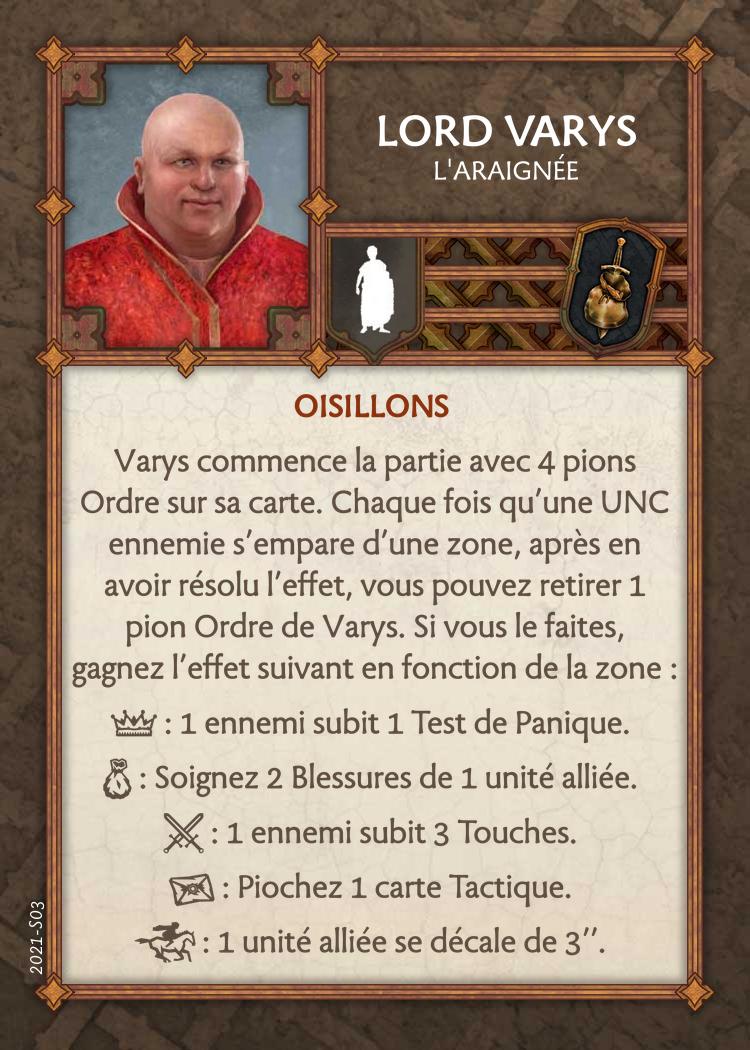 LORD VARYS
L'ARAIGNÉE
OISILLONS
Varys commence la partie avec 4 pions
Ordre sur sa carte. Chaque fois qu’une UNC
ennemie s’empare d’une zone, après en
avoir résolu l’effet, vous pouvez retirer 1
pion Ordre de Varys. Si vous le faites,
gagnez l’effet suivant en fonction de la zone :
: 1 ennemi subit 1 Test de Panique.
: Soignez 2 Blessures de 1 unité alliée.
: 1 ennemi subit 3 Touches.
: Piochez 1 carte Tactique.
: 1 unité alliée se décale de 3’’.
2021-S03